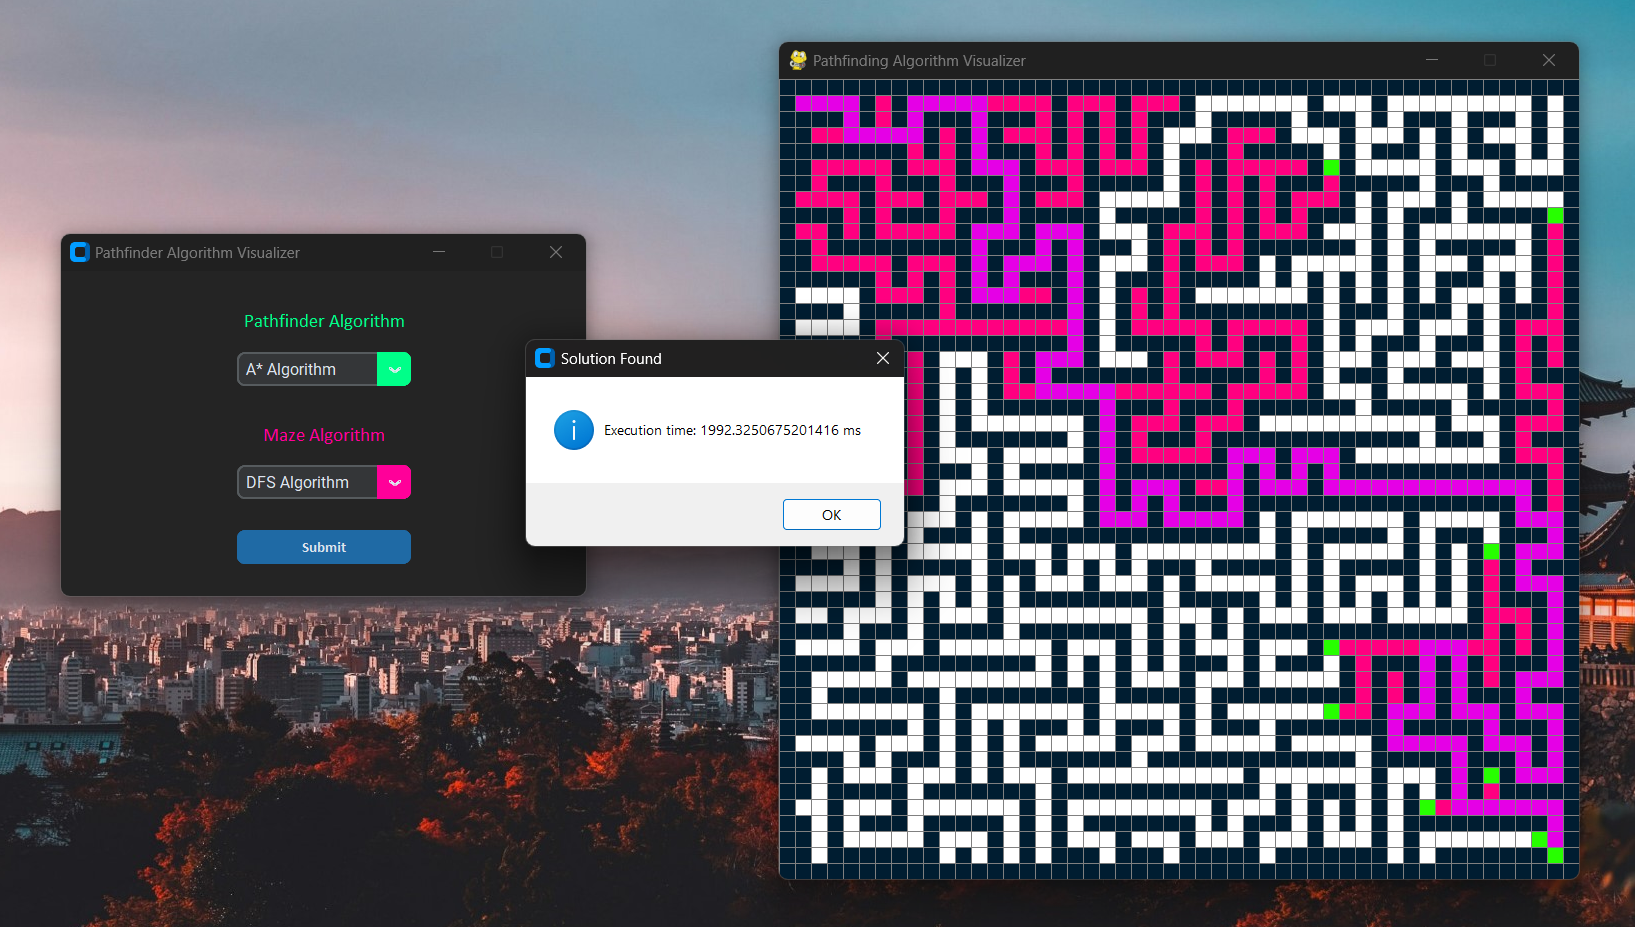 Pathfinding Algorithm Visualizer
Pathfinder Algorithm Visualizer
Pathfinder Algorithm
A* Algorithm
Maze Algorithm
DFS Algorithm
Submit
Solution Found
Execution time: 1992.3250675201416 ms
OK